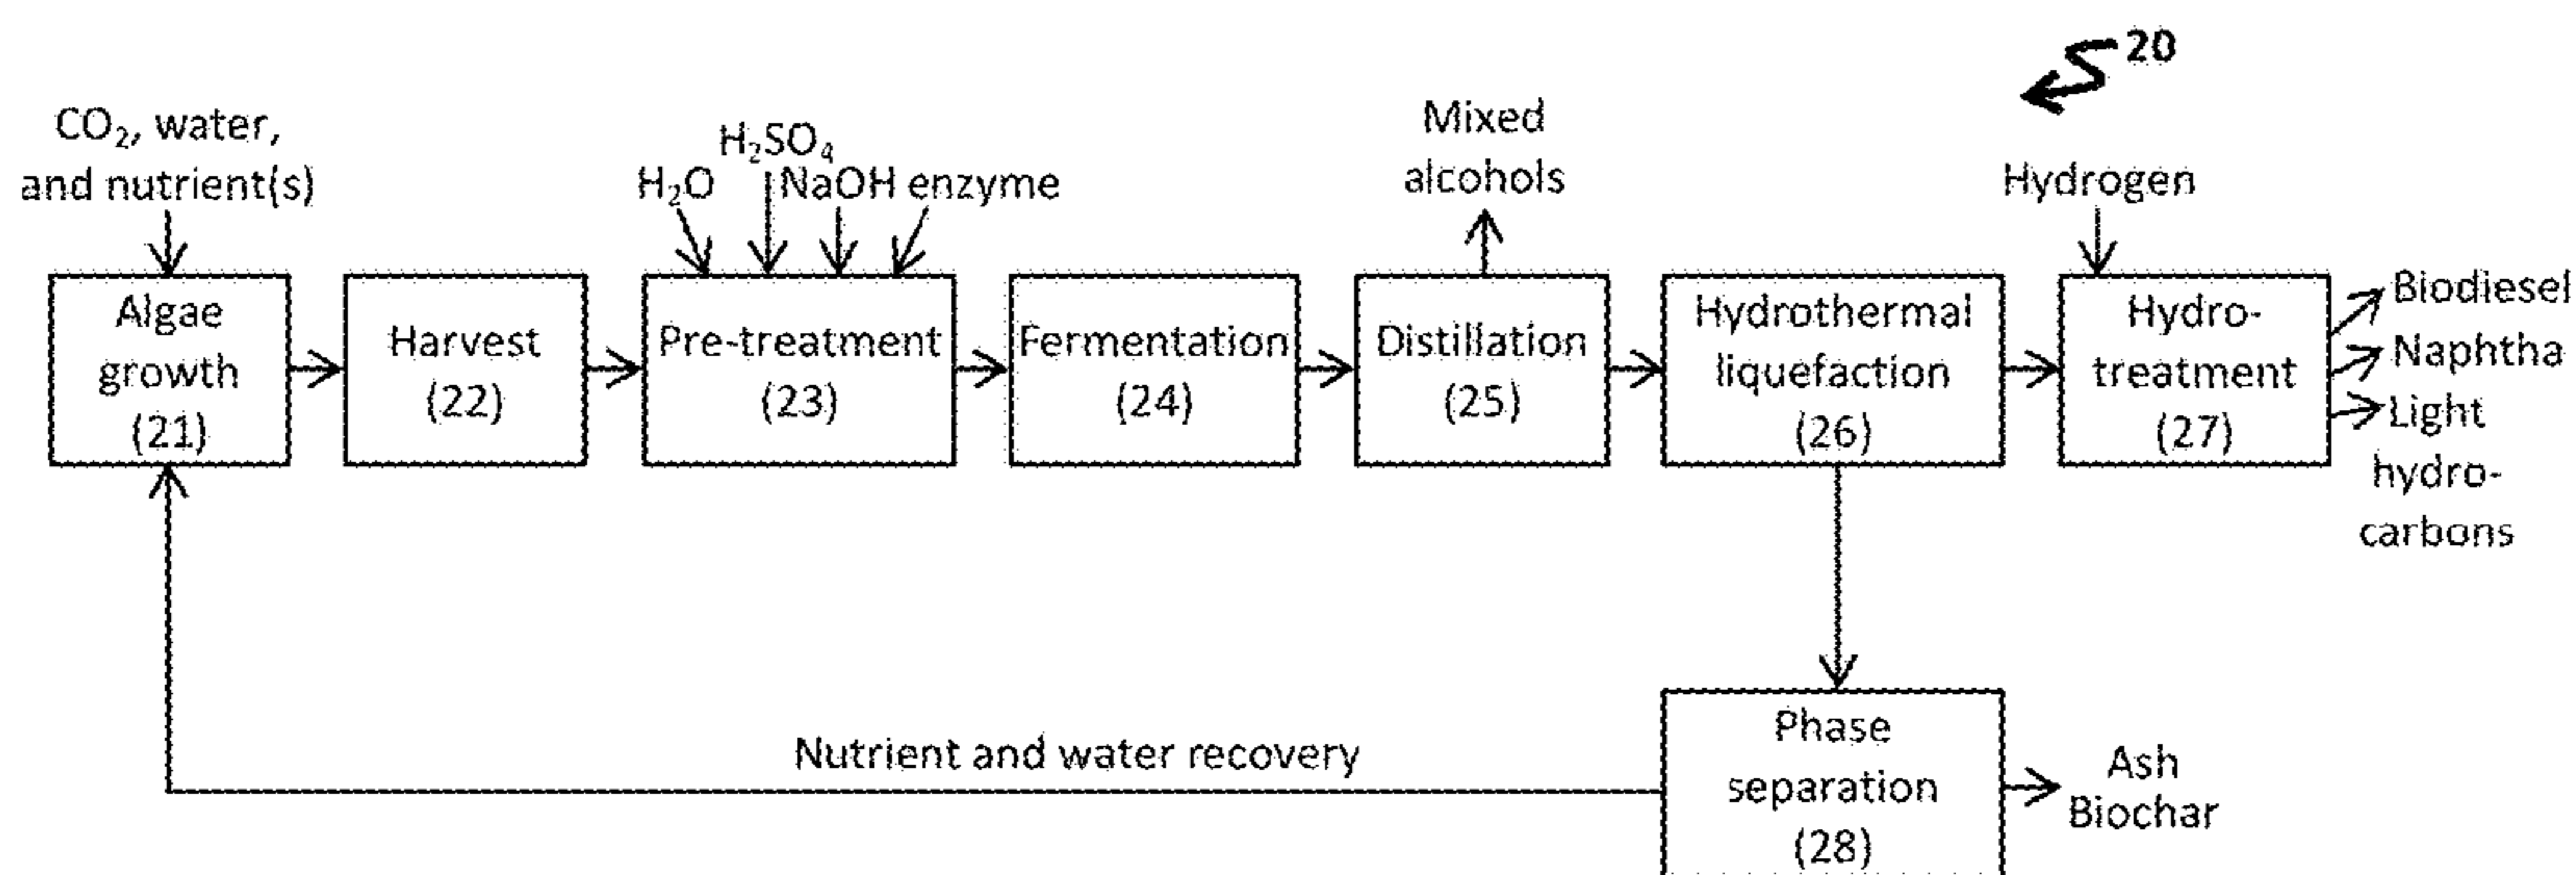 20
CO₂, water,
and nutrient(s)
H₂O
H₂SO₄
NaOH enzyme
Mixed
alcohols
Hydrogen
Algae
growth
(21)
Harvest
(22)
Pre-treatment
(23)
Fermentation
(24)
Distillation
(25)
Hydrothermal
liquefaction
(26)
Hydro-
treatment
(27)
Biodiesel
Naphtha
Light
hydro-
carbons
Nutrient and water recovery
Phase
separation
(28)
Ash
Biochar